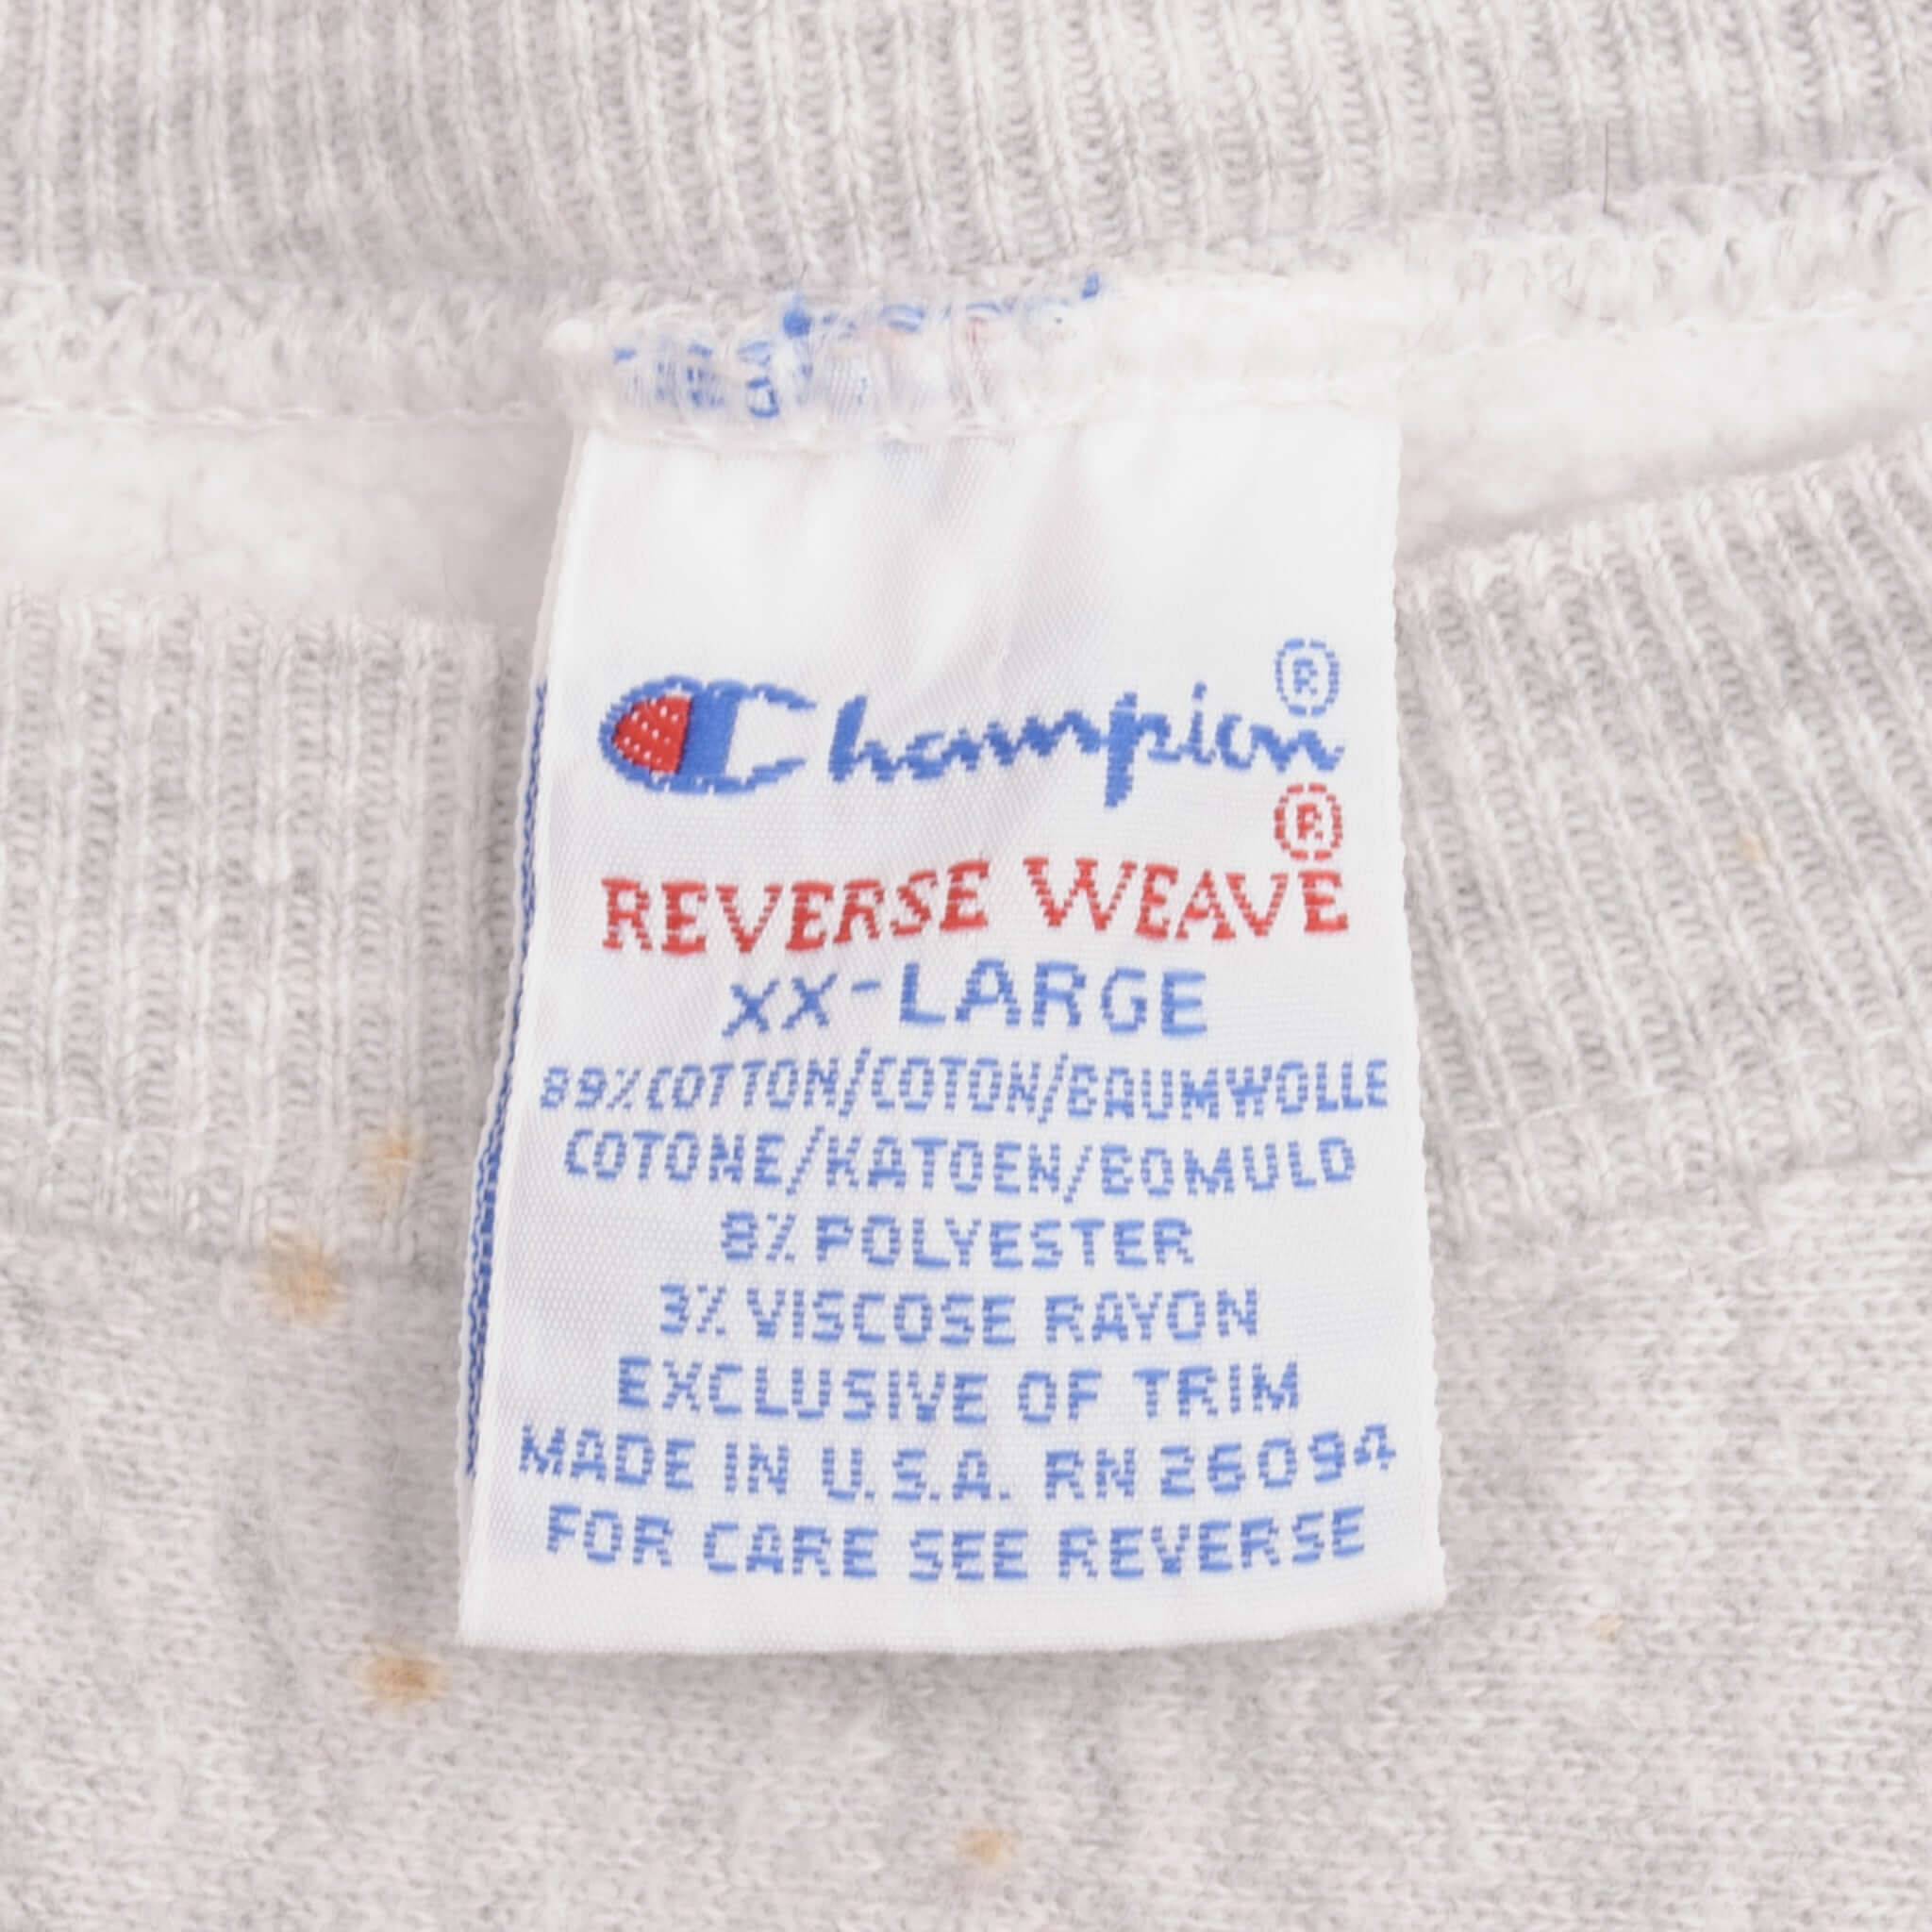 Champion®
REVERSE WEAVE®
XX-LARGE
89% COTTON/COTON/BAUMWOLLE
COTONE/KATOEN/BOMULD
8% POLYESTER
3% VISCOSE RAYON
EXCLUSIVE OF TRIM
MADE IN U.S.A. RN 26094
FOR CARE SEE REVERSE